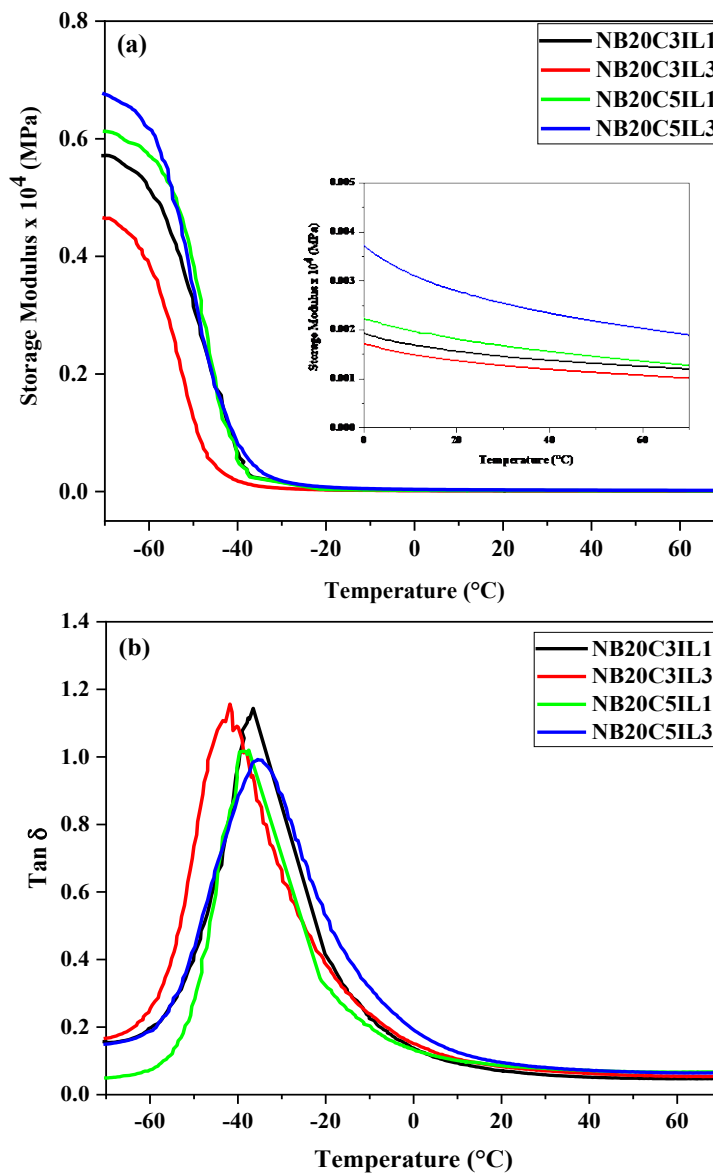 (a)
NB20C3IL1
NB20C3IL3
NB20C5IL1
NB20C5IL3
Storage Modulus x 10⁴ (MPa)
0.8
0.6
0.4
0.2
0.0
-60 -40 -20 0 20 40 60
Temperature (°C)
Storage Modulus x 10⁴ (MPa)
0.005
0.004
0.003
0.002
0.001
0.000
0 20 40 60
Temperature (°C)
(b)
NB20C3IL1
NB20C3IL3
NB20C5IL1
NB20C5IL3
Tan δ
1.4
1.2
1.0
0.8
0.6
0.4
0.2
0.0
-60 -40 -20 0 20 40 60
Temperature (°C)